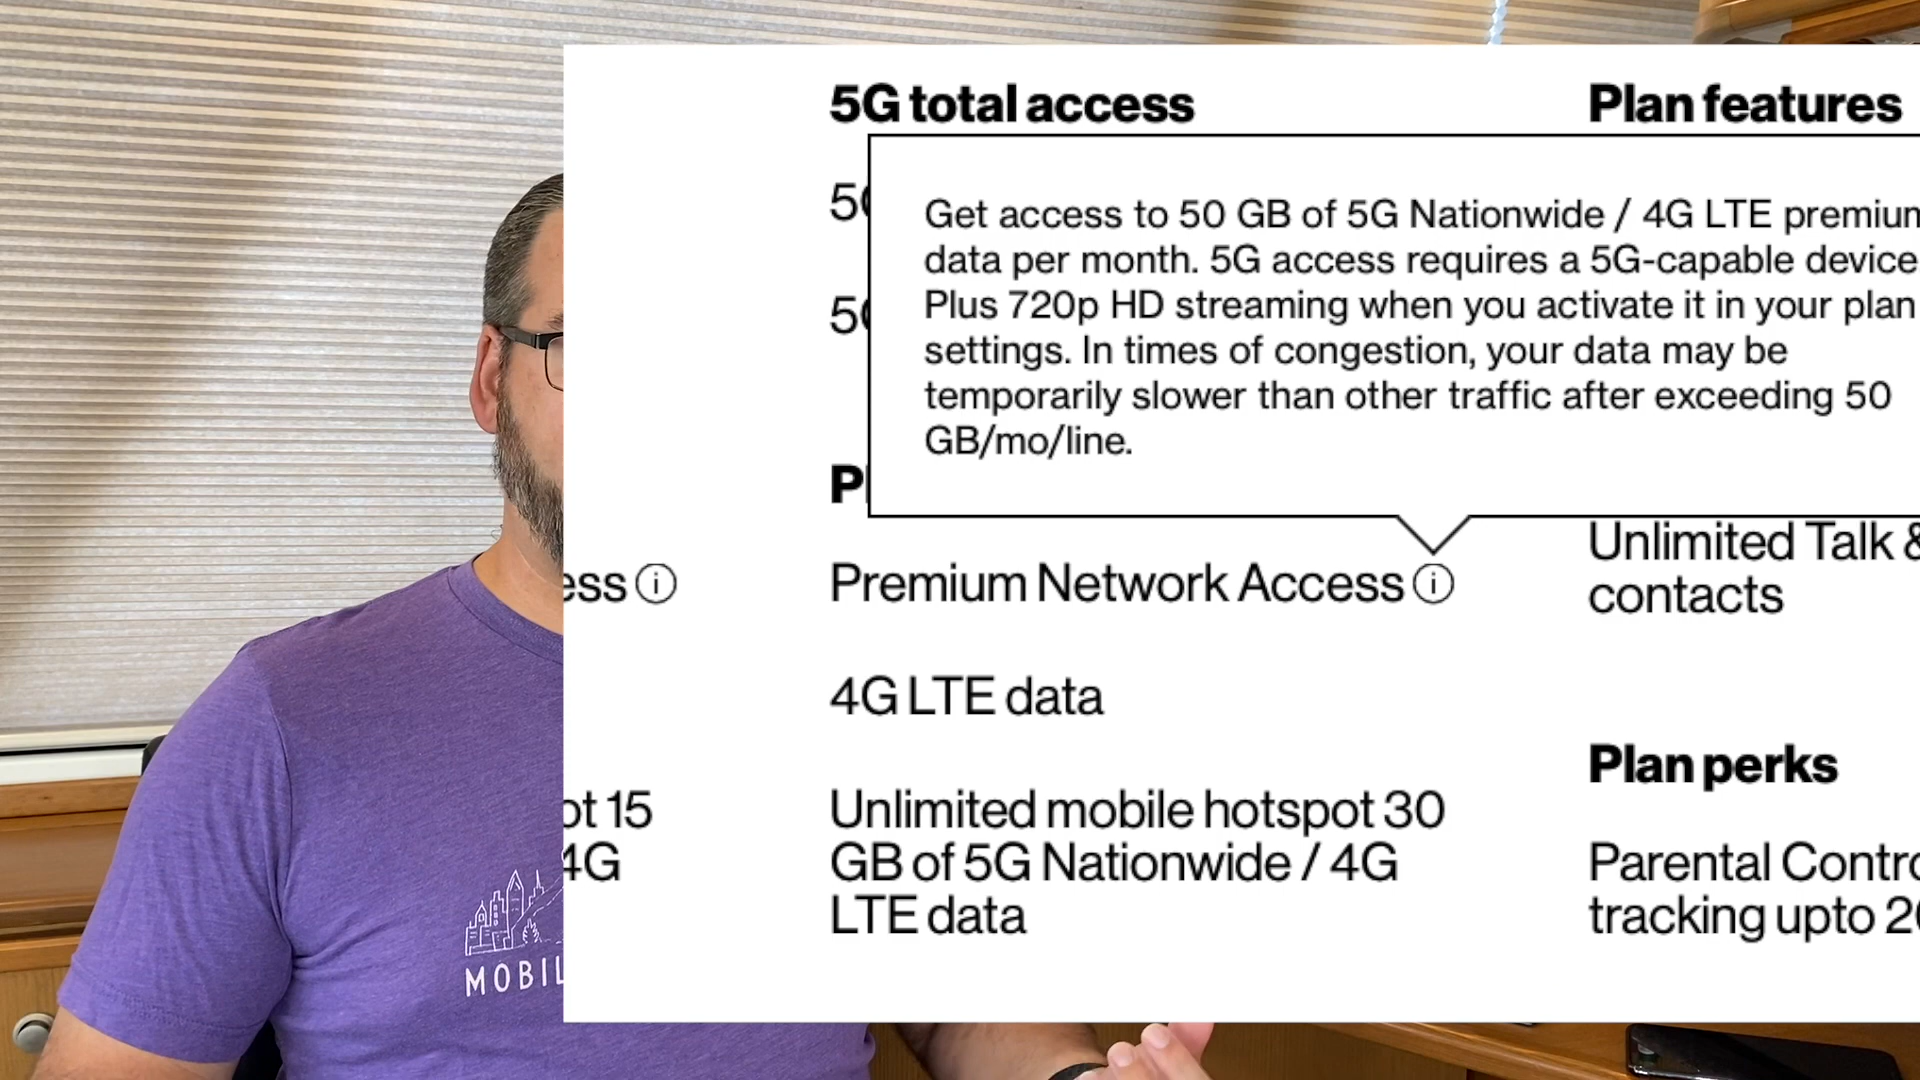 5G total access
Get access to 50 GB of 5G Nationwide / 4G LTE premium
data per month. 5G access requires a 5G-capable device
Plus 720p HD streaming when you activate it in your plan
settings. In times of congestion, your data may be
temporarily slower than other traffic after exceeding 50
GB/mo/line.
ess
Premium Network Access
4G LTE data
ot 15
4G
Unlimited mobile hotspot 30
GB of 5G Nationwide / 4G
LTE data
Plan features
Unlimited Talk &
contacts
Plan perks
Parental Contro
tracking upto
MOBIL